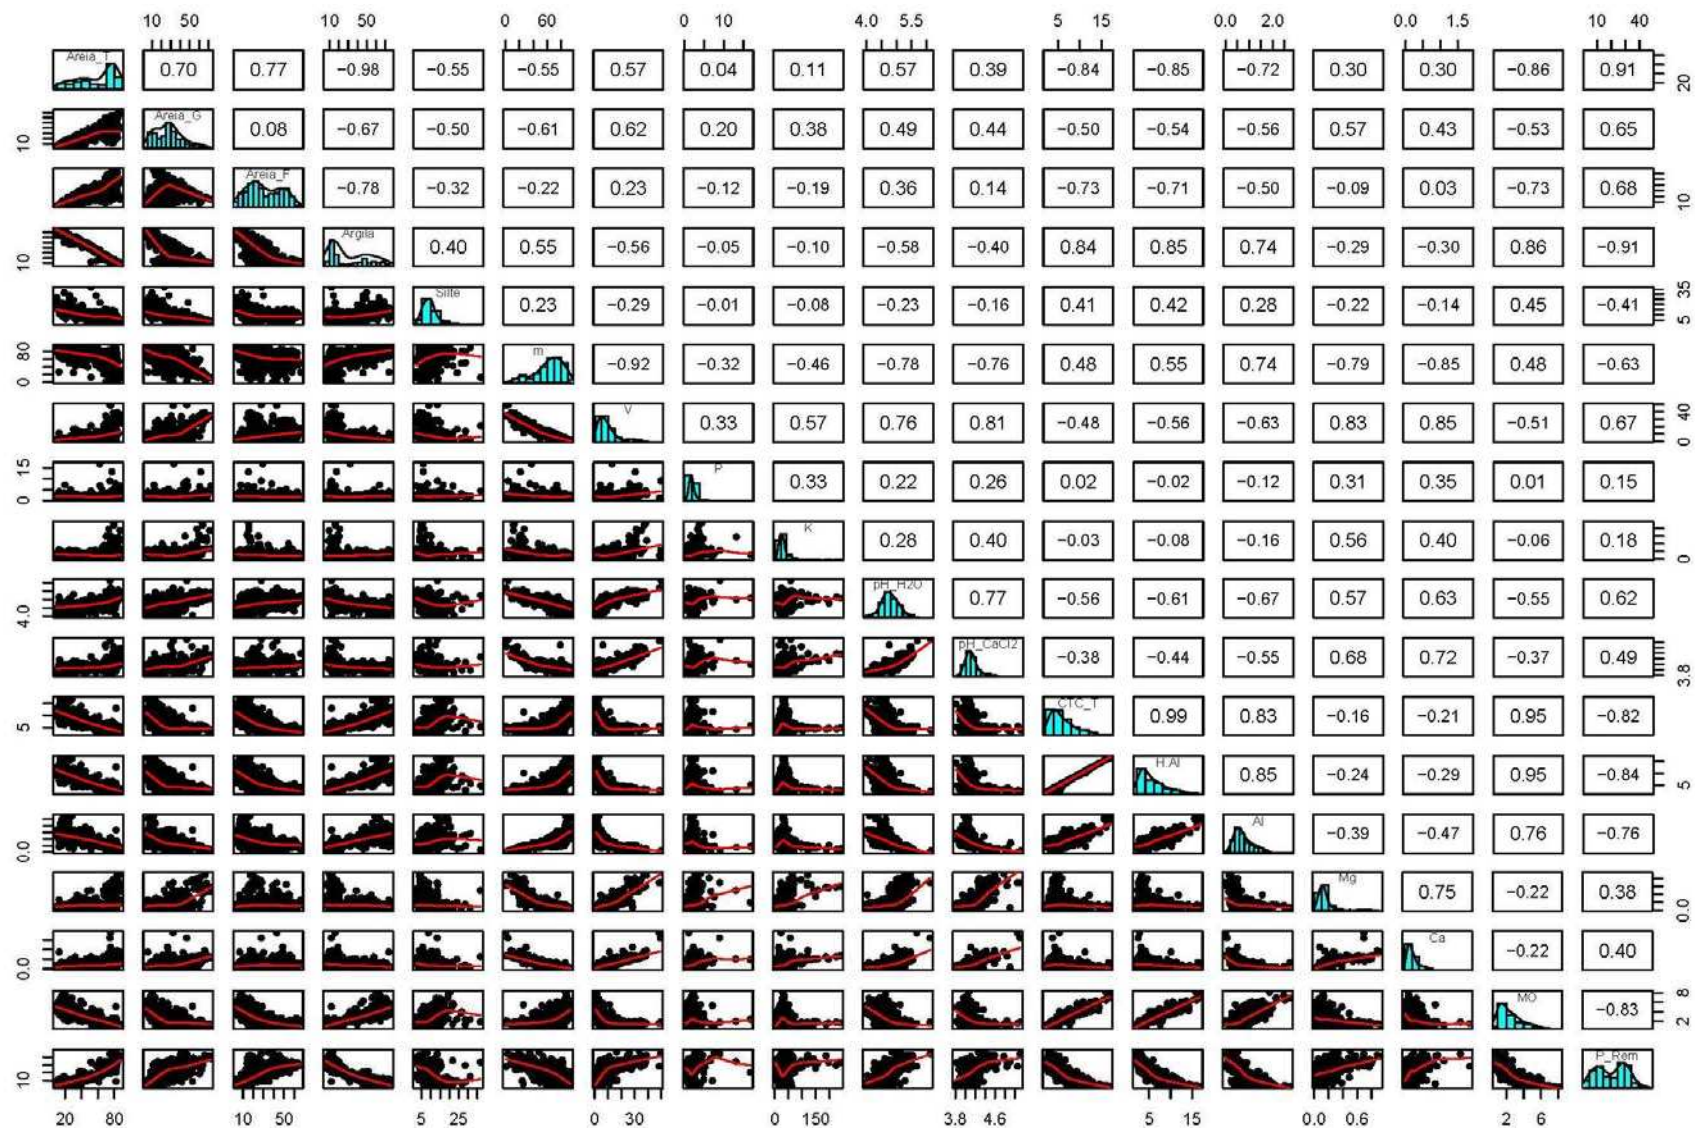 10 50 10 50 0 60 0 10 4.0 5.5 5 15 0.0 2.0 0.0 1.5 10 40
Areia_T 0.70 0.77 −0.98 −0.55 −0.55 0.57 0.04 0.11 0.57 0.39 −0.84 −0.85 −0.72 0.30 0.30 −0.86 0.91 20
10 Areia_G 0.08 −0.67 −0.50 −0.61 0.62 0.20 0.38 0.49 0.44 −0.50 −0.54 −0.56 0.57 0.43 −0.53 0.65
Areia_F −0.78 −0.32 −0.22 0.23 −0.12 −0.19 0.36 0.14 −0.73 −0.71 −0.50 −0.09 0.03 −0.73 0.68 10
10 Argila 0.40 0.55 −0.56 −0.05 −0.10 −0.58 −0.40 0.84 0.85 0.74 −0.29 −0.30 0.86 −0.91
Silte 0.23 −0.29 −0.01 −0.08 −0.23 −0.16 0.41 0.42 0.28 −0.22 −0.14 0.45 −0.41 5 35
0 80 m −0.92 −0.32 −0.46 −0.78 −0.76 0.48 0.55 0.74 −0.79 −0.85 0.48 −0.63
V 0.33 0.57 0.76 0.81 −0.48 −0.56 −0.63 0.83 0.85 −0.51 0.67 0 40
0 15 P 0.33 0.22 0.26 0.02 −0.02 −0.12 0.31 0.35 0.01 0.15
K 0.28 0.40 −0.03 −0.08 −0.16 0.56 0.40 −0.06 0.18 0
4.0 pH_H2O 0.77 −0.56 −0.61 −0.67 0.57 0.63 −0.55 0.62
pH_CaCl2 −0.38 −0.44 −0.55 0.68 0.72 −0.37 0.49 3.8
5 CTC_T 0.99 0.83 −0.16 −0.21 0.95 −0.82
H.Al 0.85 −0.24 −0.29 0.95 −0.84 5
0.0 Al −0.39 −0.47 0.76 −0.76
Mg 0.75 −0.22 0.38 0.0
0.0 Ca −0.22 0.40
MO −0.83 2 8
10 P_Rem
20 80 10 50 5 25 0 30 0 150 3.8 4.6 5 15 0.0 0.6 2 6